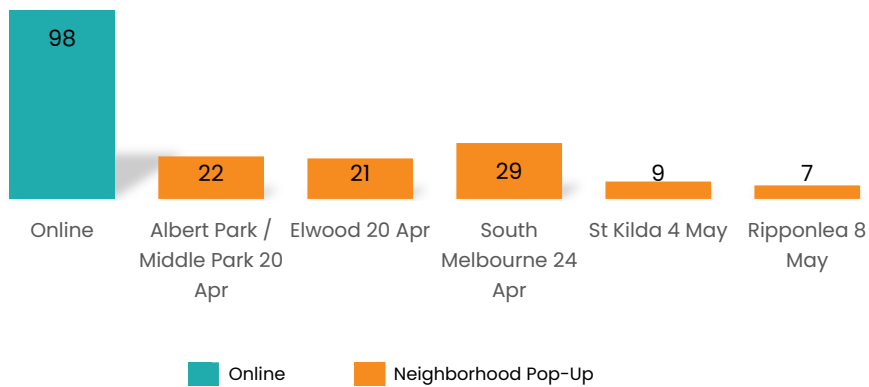 98
22
21
29
9
7
Online
Albert Park /
Middle Park 20
Apr
Elwood 20 Apr
South
Melbourne 24
Apr
St Kilda 4 May
Ripponlea 8
May
Online
Neighborhood Pop-Up